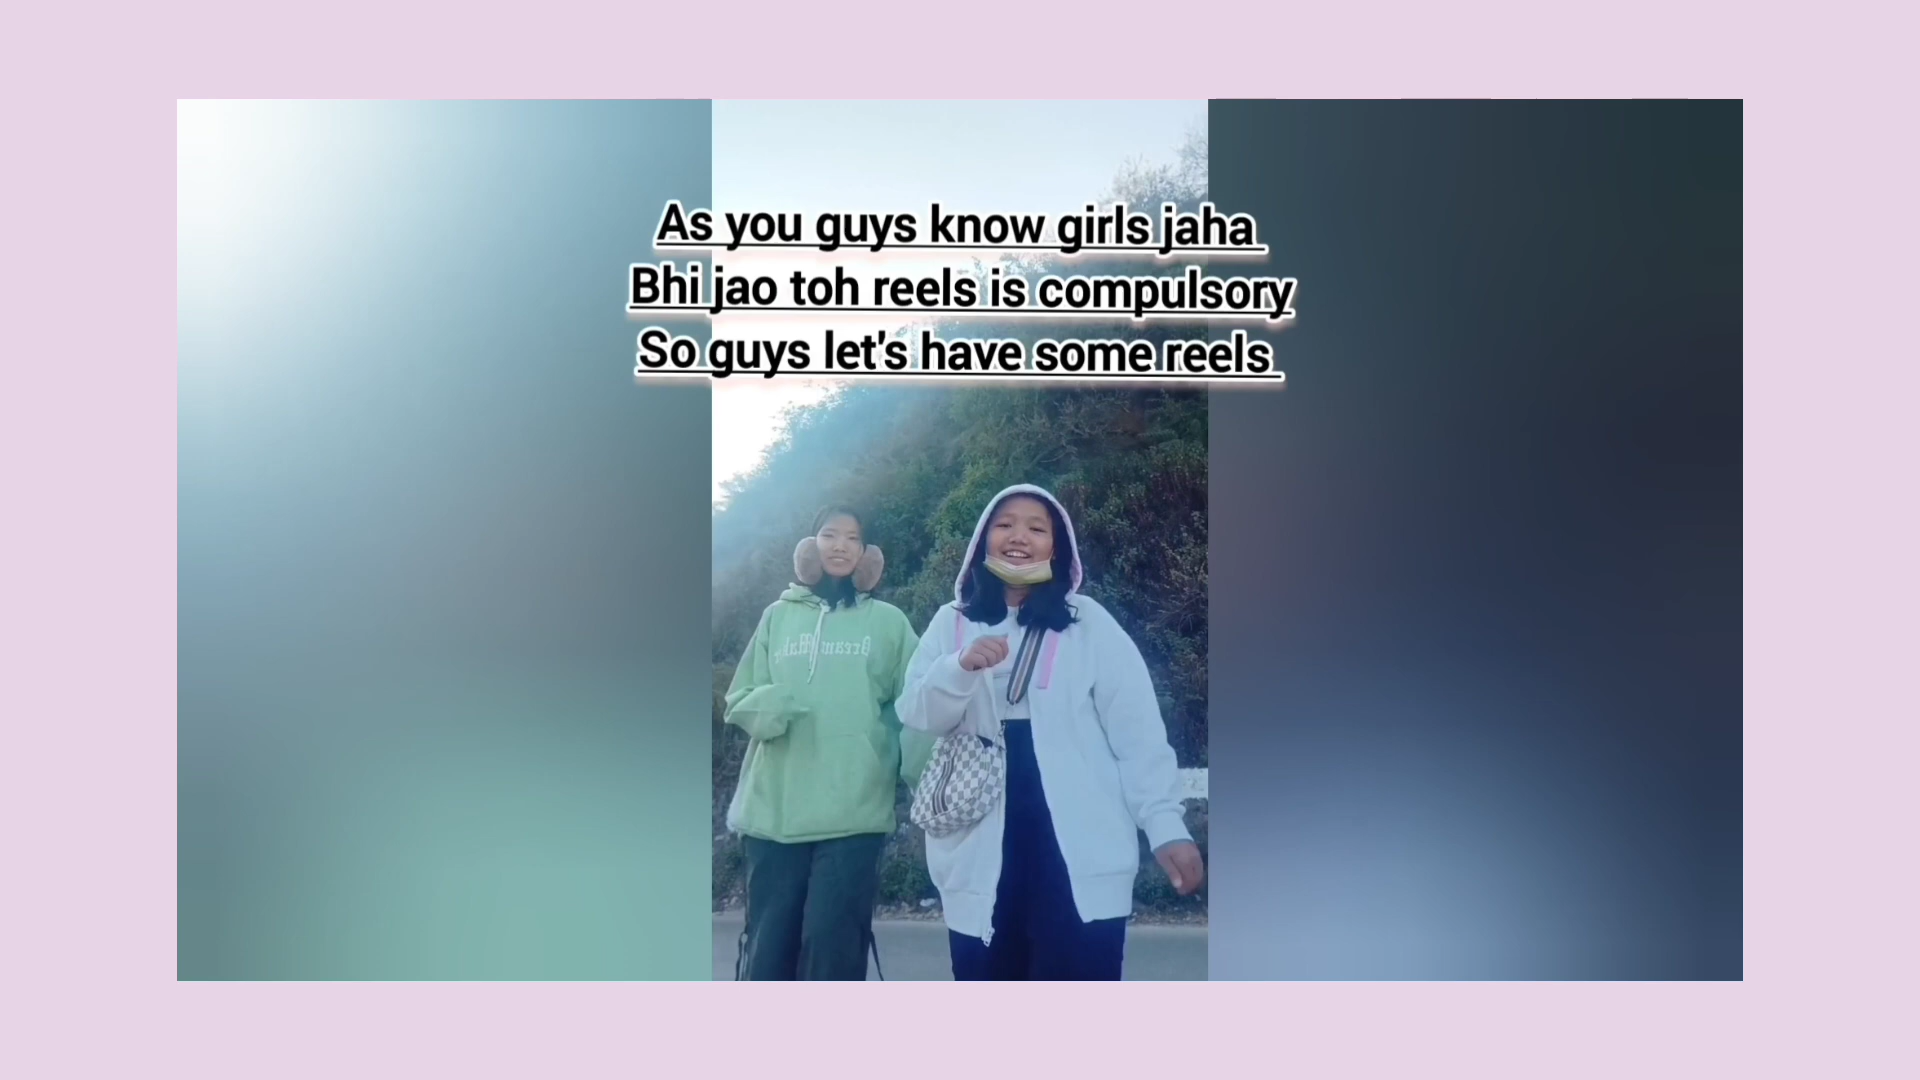 As you guys know girls jaha
Bhi jao toh reels is compulsory
So guys let's have some reels